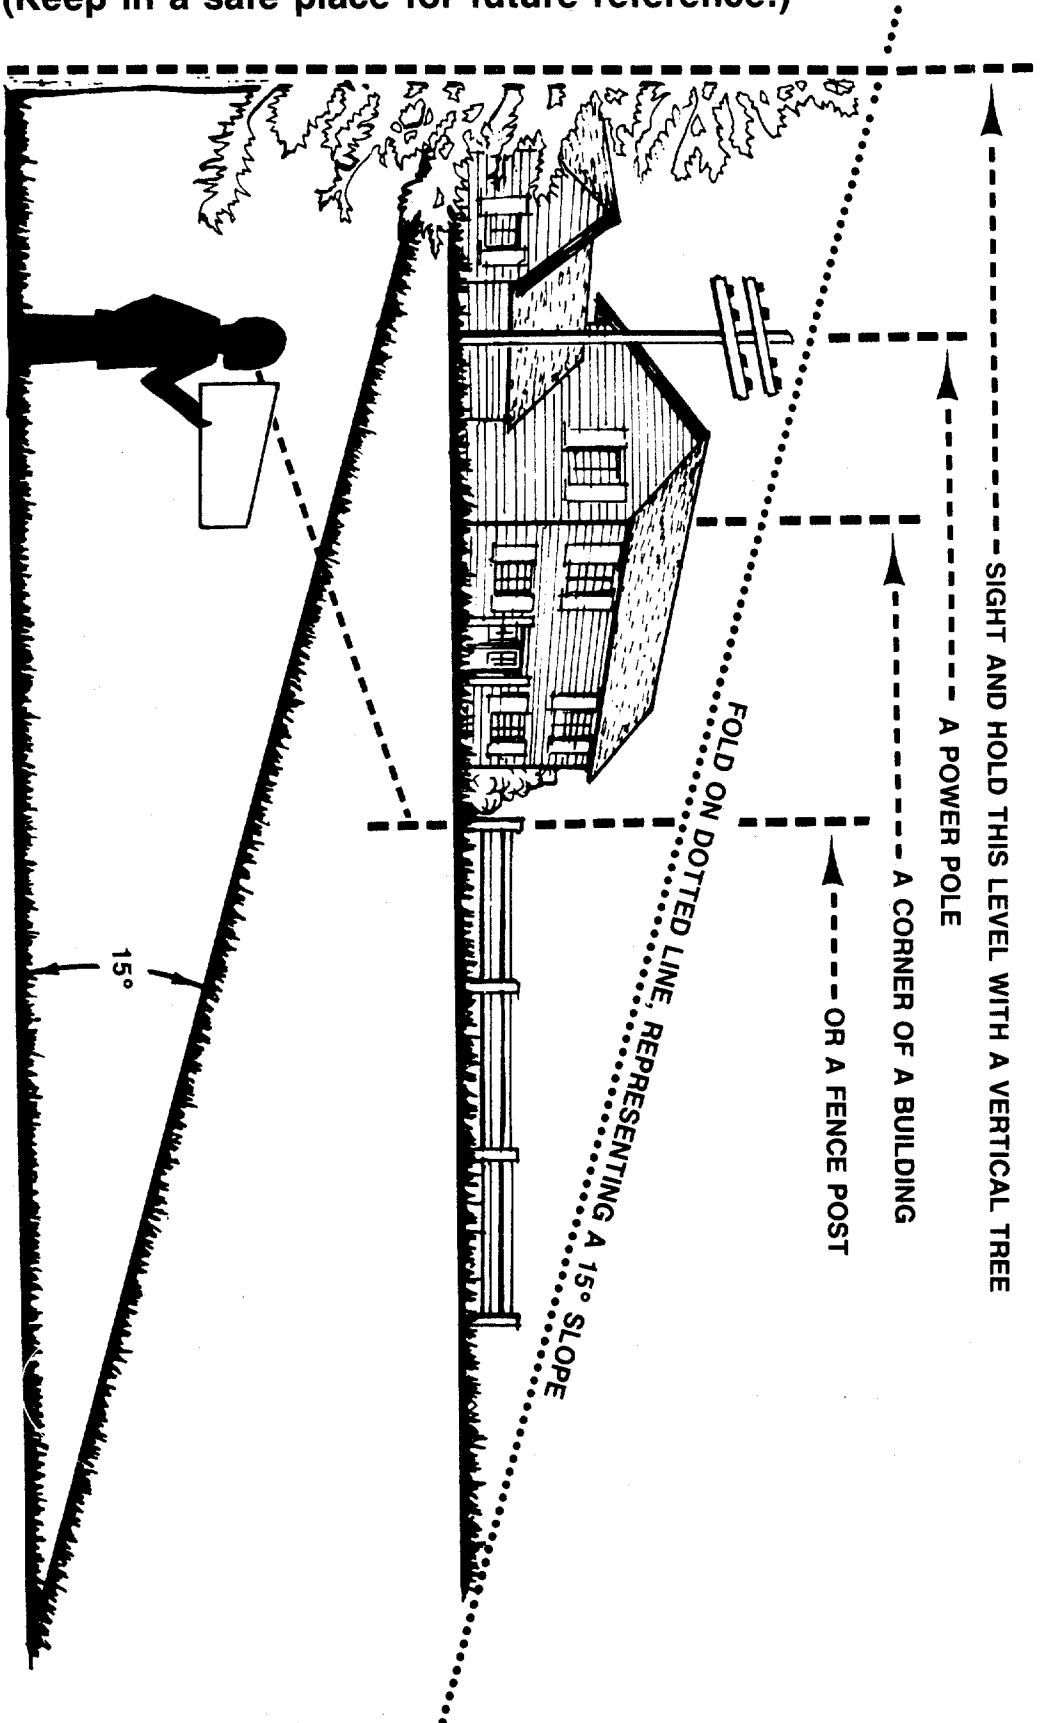 (Keep in a safe place for future reference.)
SIGHT AND HOLD THIS LEVEL WITH A VERTICAL TREE
A POWER POLE
A CORNER OF A BUILDING
OR A FENCE POST
FOLD ON DOTTED LINE, REPRESENTING A 15° SLOPE
15°